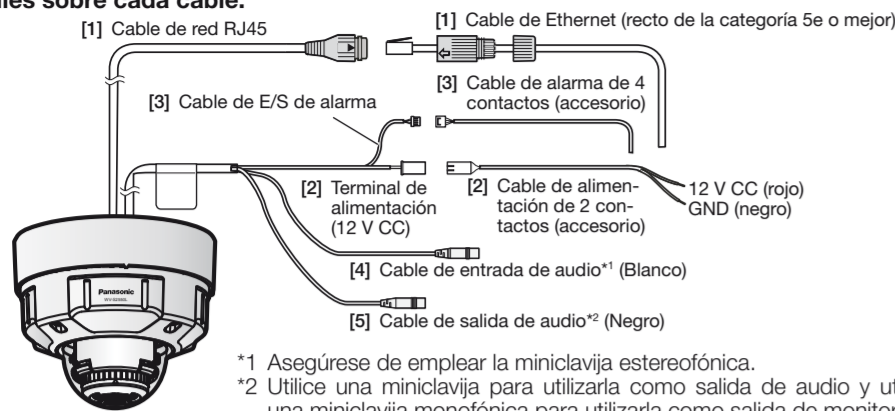 les sobre cada cable.
[1] Cable de red RJ45
[1] Cable de Ethernet (recto de la categoría 5e o mejor)
[3] Cable de E/S de alarma
[3] Cable de alarma de 4
contactos (accesorio)
[2] Terminal de
alimentación
(12 V CC)
[2] Cable de alimen-
tación de 2 con-
tactos (accesorio)
12 V CC (rojo)
GND (negro)
[4] Cable de entrada de audio*1 (Blanco)
[5] Cable de salida de audio*2 (Negro)
Panasonic
*1 Asegúrese de emplear la miniclavija estereofónica.
*2 Utilice una miniclavija para utilizarla como salida de audio y ut
una miniclavija monofónica para utilizarla como salida de monitor